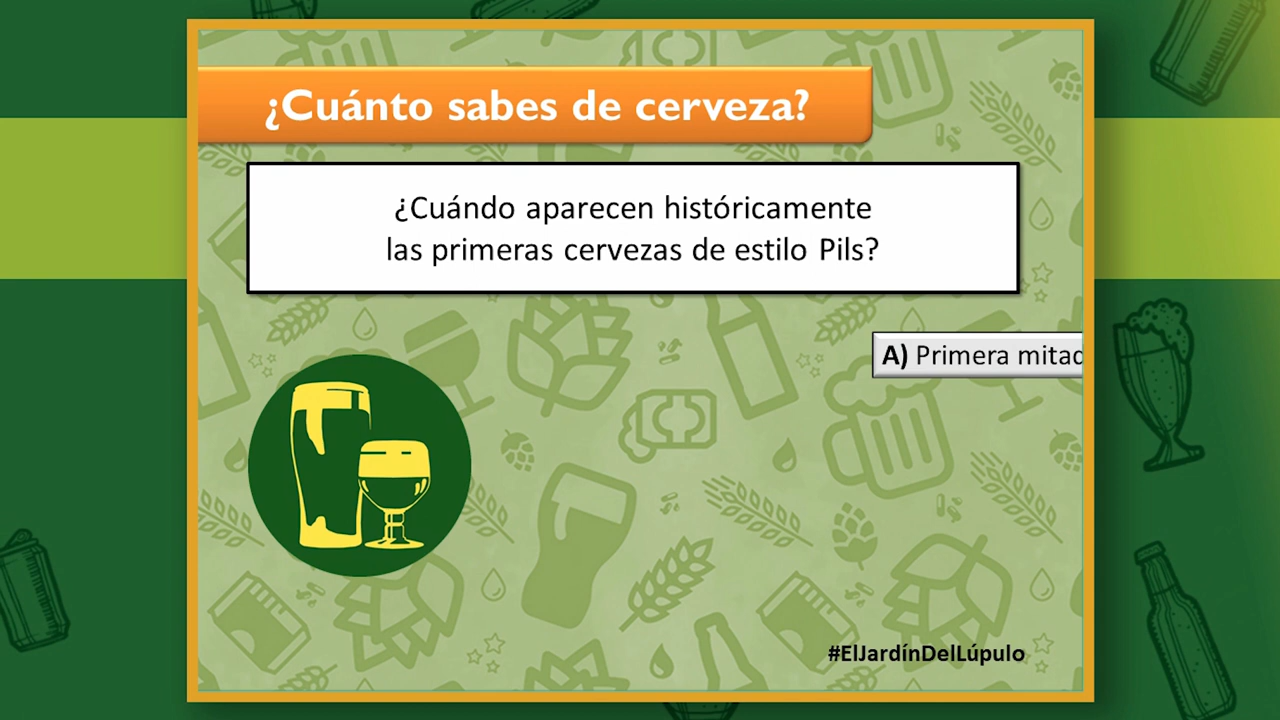 ¿Cuánto sabes de cerveza?
¿Cuándo aparecen históricamente
las primeras cervezas de estilo Pils?
A) Primera mitad
#ElJardínDelLúpulo